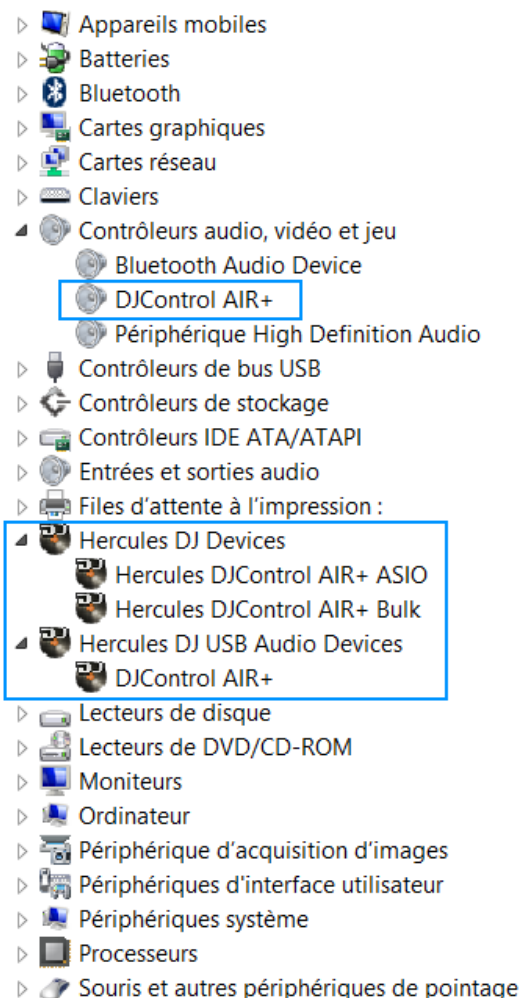 Appareils mobiles
Batteries
Bluetooth
Cartes graphiques
Cartes réseau
Claviers
Contrôleurs audio, vidéo et jeu
Bluetooth Audio Device
DJControl AIR+
Périphérique High Definition Audio
Contrôleurs de bus USB
Contrôleurs de stockage
Contrôleurs IDE ATA/ATAPI
Entrées et sorties audio
Files d'attente à l'impression :
Hercules DJ Devices
Hercules DJControl AIR+ ASIO
Hercules DJControl AIR+ Bulk
Hercules DJ USB Audio Devices
DJControl AIR+
Lecteurs de disque
Lecteurs de DVD/CD-ROM
Moniteurs
Ordinateur
Périphérique d'acquisition d'images
Périphériques d'interface utilisateur
Périphériques système
Processeurs
Souris et autres périphériques de pointage